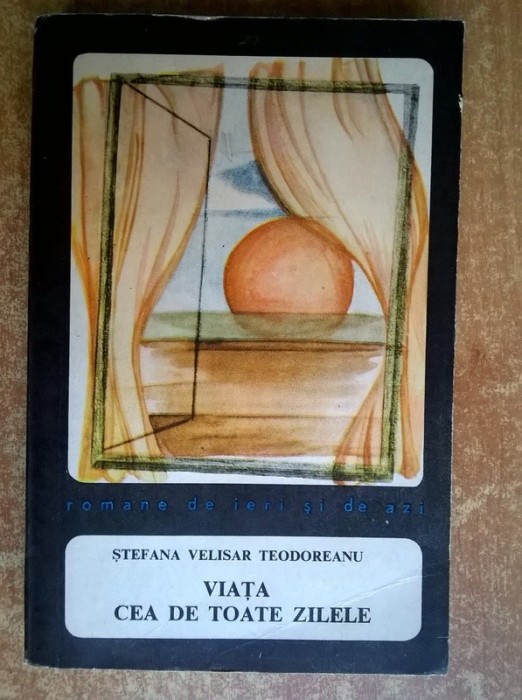 romane de ieri și de azi
ȘTEFANA VELISAR TEODOREANU
VIAȚA
CEA DE TOATE ZILELE